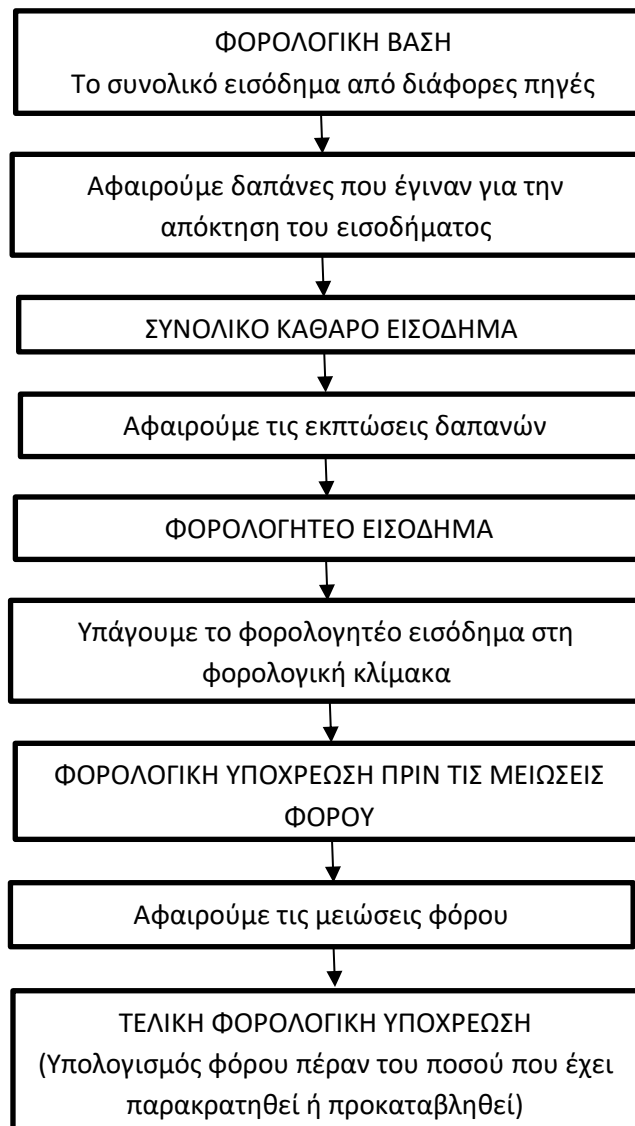 ΦΟΡΟΛΟΓΙΚΗ ΒΑΣΗ
Το συνολικό εισόδημα από διάφορες πηγές
Αφαιρούμε δαπάνες που έγιναν για την
απόκτηση του εισοδήματος
ΣΥΝΟΛΙΚΟ ΚΑΘΑΡΟ ΕΙΣΟΔΗΜΑ
Αφαιρούμε τις εκπτώσεις δαπανών
ΦΟΡΟΛΟΓΗΤΕΟ ΕΙΣΟΔΗΜΑ
Υπάγουμε το φορολογητέο εισόδημα στη
φορολογική κλίμακα
ΦΟΡΟΛΟΓΙΚΗ ΥΠΟΧΡΕΩΣΗ ΠΡΙΝ ΤΙΣ ΜΕΙΩΣΕΙΣ
ΦΟΡΟΥ
Αφαιρούμε τις μειώσεις φόρου
ΤΕΛΙΚΗ ΦΟΡΟΛΟΓΙΚΗ ΥΠΟΧΡΕΩΣΗ
(Υπολογισμός φόρου πέραν του ποσού που έχει
παρακρατηθεί ή προκαταβληθεί)